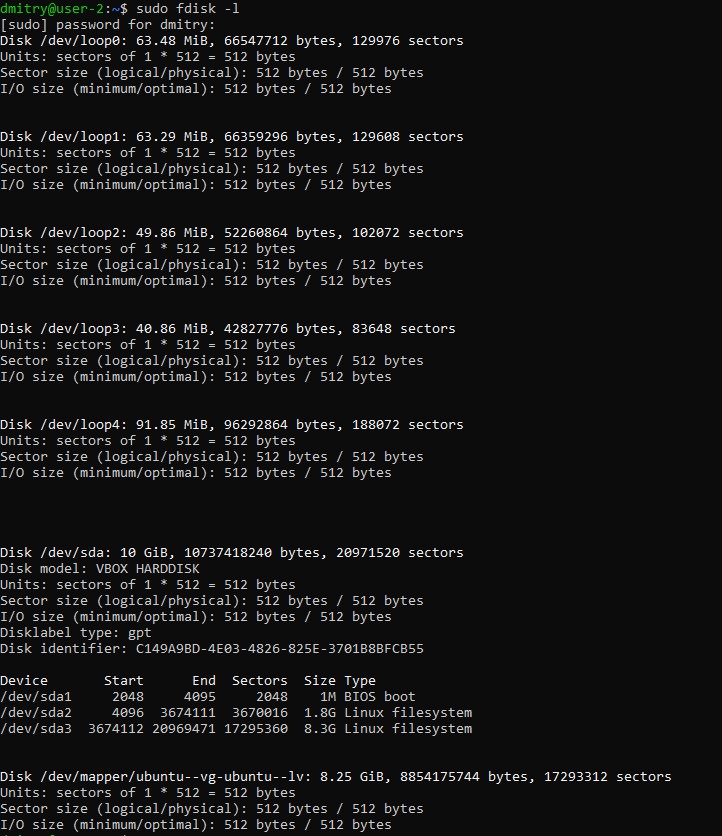 dmitry@user-2:~$ sudo fdisk -l
[sudo] password for dmitry:
Disk /dev/loop0: 63.48 MiB, 66547712 bytes, 129976 sectors
Units: sectors of 1 * 512 = 512 bytes
Sector size (logical/physical): 512 bytes / 512 bytes
I/O size (minimum/optimal): 512 bytes / 512 bytes
Disk /dev/loop1: 63.29 MiB, 66359296 bytes, 129608 sectors
Units: sectors of 1 * 512 = 512 bytes
Sector size (logical/physical): 512 bytes / 512 bytes
I/O size (minimum/optimal): 512 bytes / 512 bytes
Disk /dev/loop2: 49.86 MiB, 52260864 bytes, 102072 sectors
Units: sectors of 1 * 512 = 512 bytes
Sector size (logical/physical): 512 bytes / 512 bytes
I/O size (minimum/optimal): 512 bytes / 512 bytes
Disk /dev/loop3: 40.86 MiB, 42827776 bytes, 83648 sectors
Units: sectors of 1 * 512 = 512 bytes
Sector size (logical/physical): 512 bytes / 512 bytes
I/O size (minimum/optimal): 512 bytes / 512 bytes
Disk /dev/loop4: 91.85 MiB, 96292864 bytes, 188072 sectors
Units: sectors of 1 * 512 = 512 bytes
Sector size (logical/physical): 512 bytes / 512 bytes
I/O size (minimum/optimal): 512 bytes / 512 bytes
Disk /dev/sda: 10 GiB, 10737418240 bytes, 20971520 sectors
Disk model: VBOX HARDDISK
Units: sectors of 1 * 512 = 512 bytes
Sector size (logical/physical): 512 bytes / 512 bytes
I/O size (minimum/optimal): 512 bytes / 512 bytes
Disklabel type: gpt
Disk identifier: C149A9BD-4E03-4826-825E-3701B8BFCB55
Device Start End Sectors Size Type
/dev/sda1 2048 4095 2048 1M BIOS boot
/dev/sda2 4096 3674111 3670016 1.8G Linux filesystem
/dev/sda3 3674112 20969471 17295360 8.3G Linux filesystem
Disk /dev/mapper/ubuntu--vg-ubuntu--lv: 8.25 GiB, 8854175744 bytes, 17293312 sectors
Units: sectors of 1 * 512 = 512 bytes
Sector size (logical/physical): 512 bytes / 512 bytes
I/O size (minimum/optimal): 512 bytes / 512 bytes